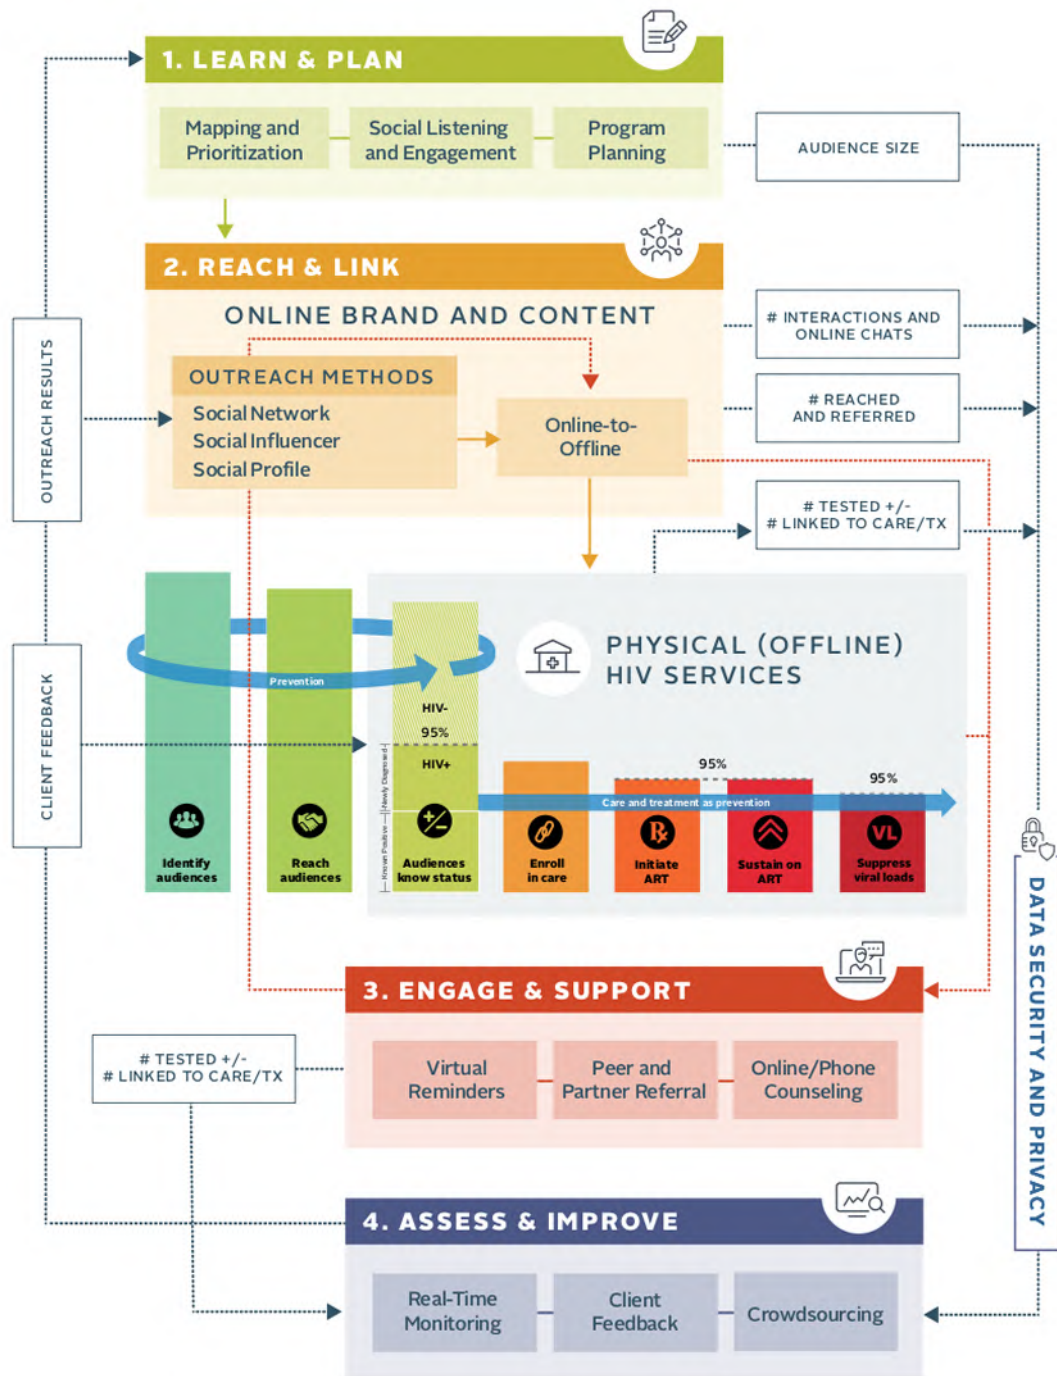 1. LEARN & PLAN
Mapping and
Prioritization
Social Listening
and Engagement
Program
Planning
AUDIENCE SIZE
2. REACH & LINK
ONLINE BRAND AND CONTENT
OUTREACH METHODS
Social Network
Social Influencer
Social Profile
Online-to-
Offline
# INTERACTIONS AND
ONLINE CHATS
# REACHED
AND REFERRED
# TESTED +/-
# LINKED TO CARE/TX
OUTREACH RESULTS
CLIENT FEEDBACK
PHYSICAL (OFFLINE)
HIV SERVICES
Prevention
HIV-
95%
HIV+
Newly Diagnosed
Known Positive
95%
95%
Care and treatment as prevention
Identify
audiences
Reach
audiences
+/-
Audiences
know status
Enroll
in care
Rx
Initiate
ART
Sustain on
ART
VL
Suppress
viral loads
DATA SECURITY AND PRIVACY
3. ENGAGE & SUPPORT
Virtual
Reminders
Peer and
Partner Referral
Online/Phone
Counseling
# TESTED +/-
# LINKED TO CARE/TX
4. ASSESS & IMPROVE
Real-Time
Monitoring
Client
Feedback
Crowdsourcing